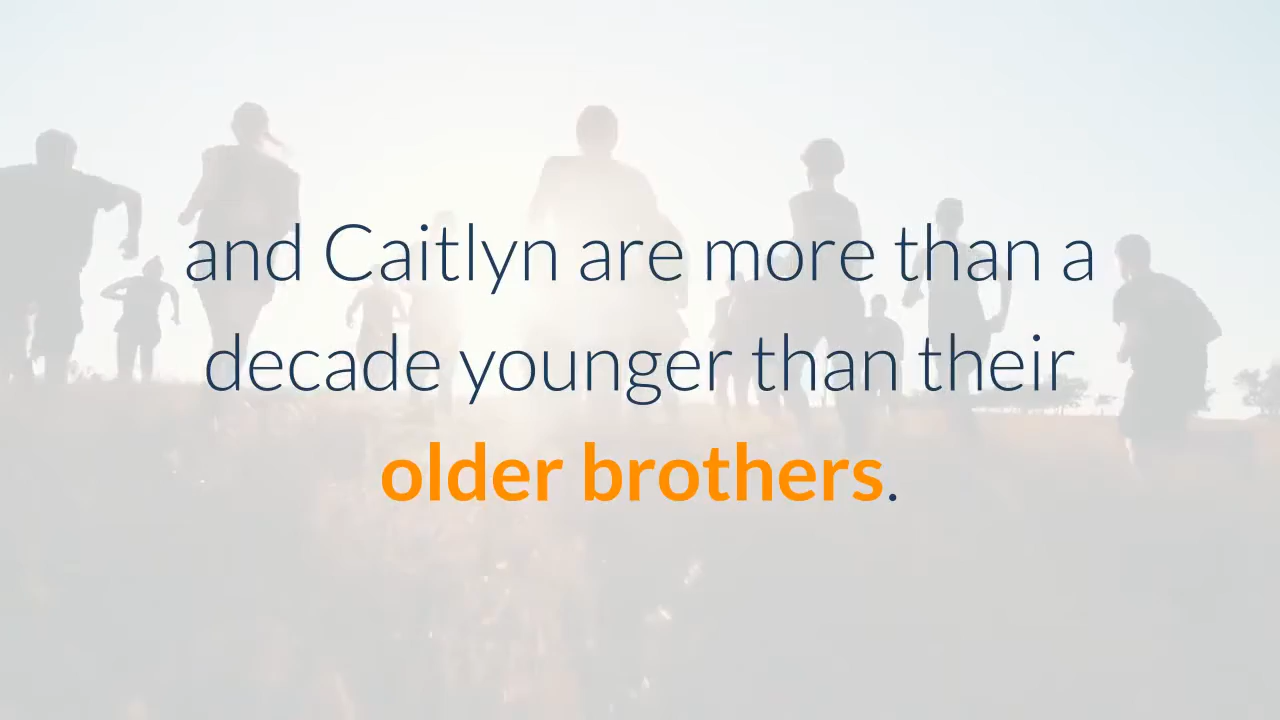 and Caitlyn are more than a
decade younger than their
older brothers.